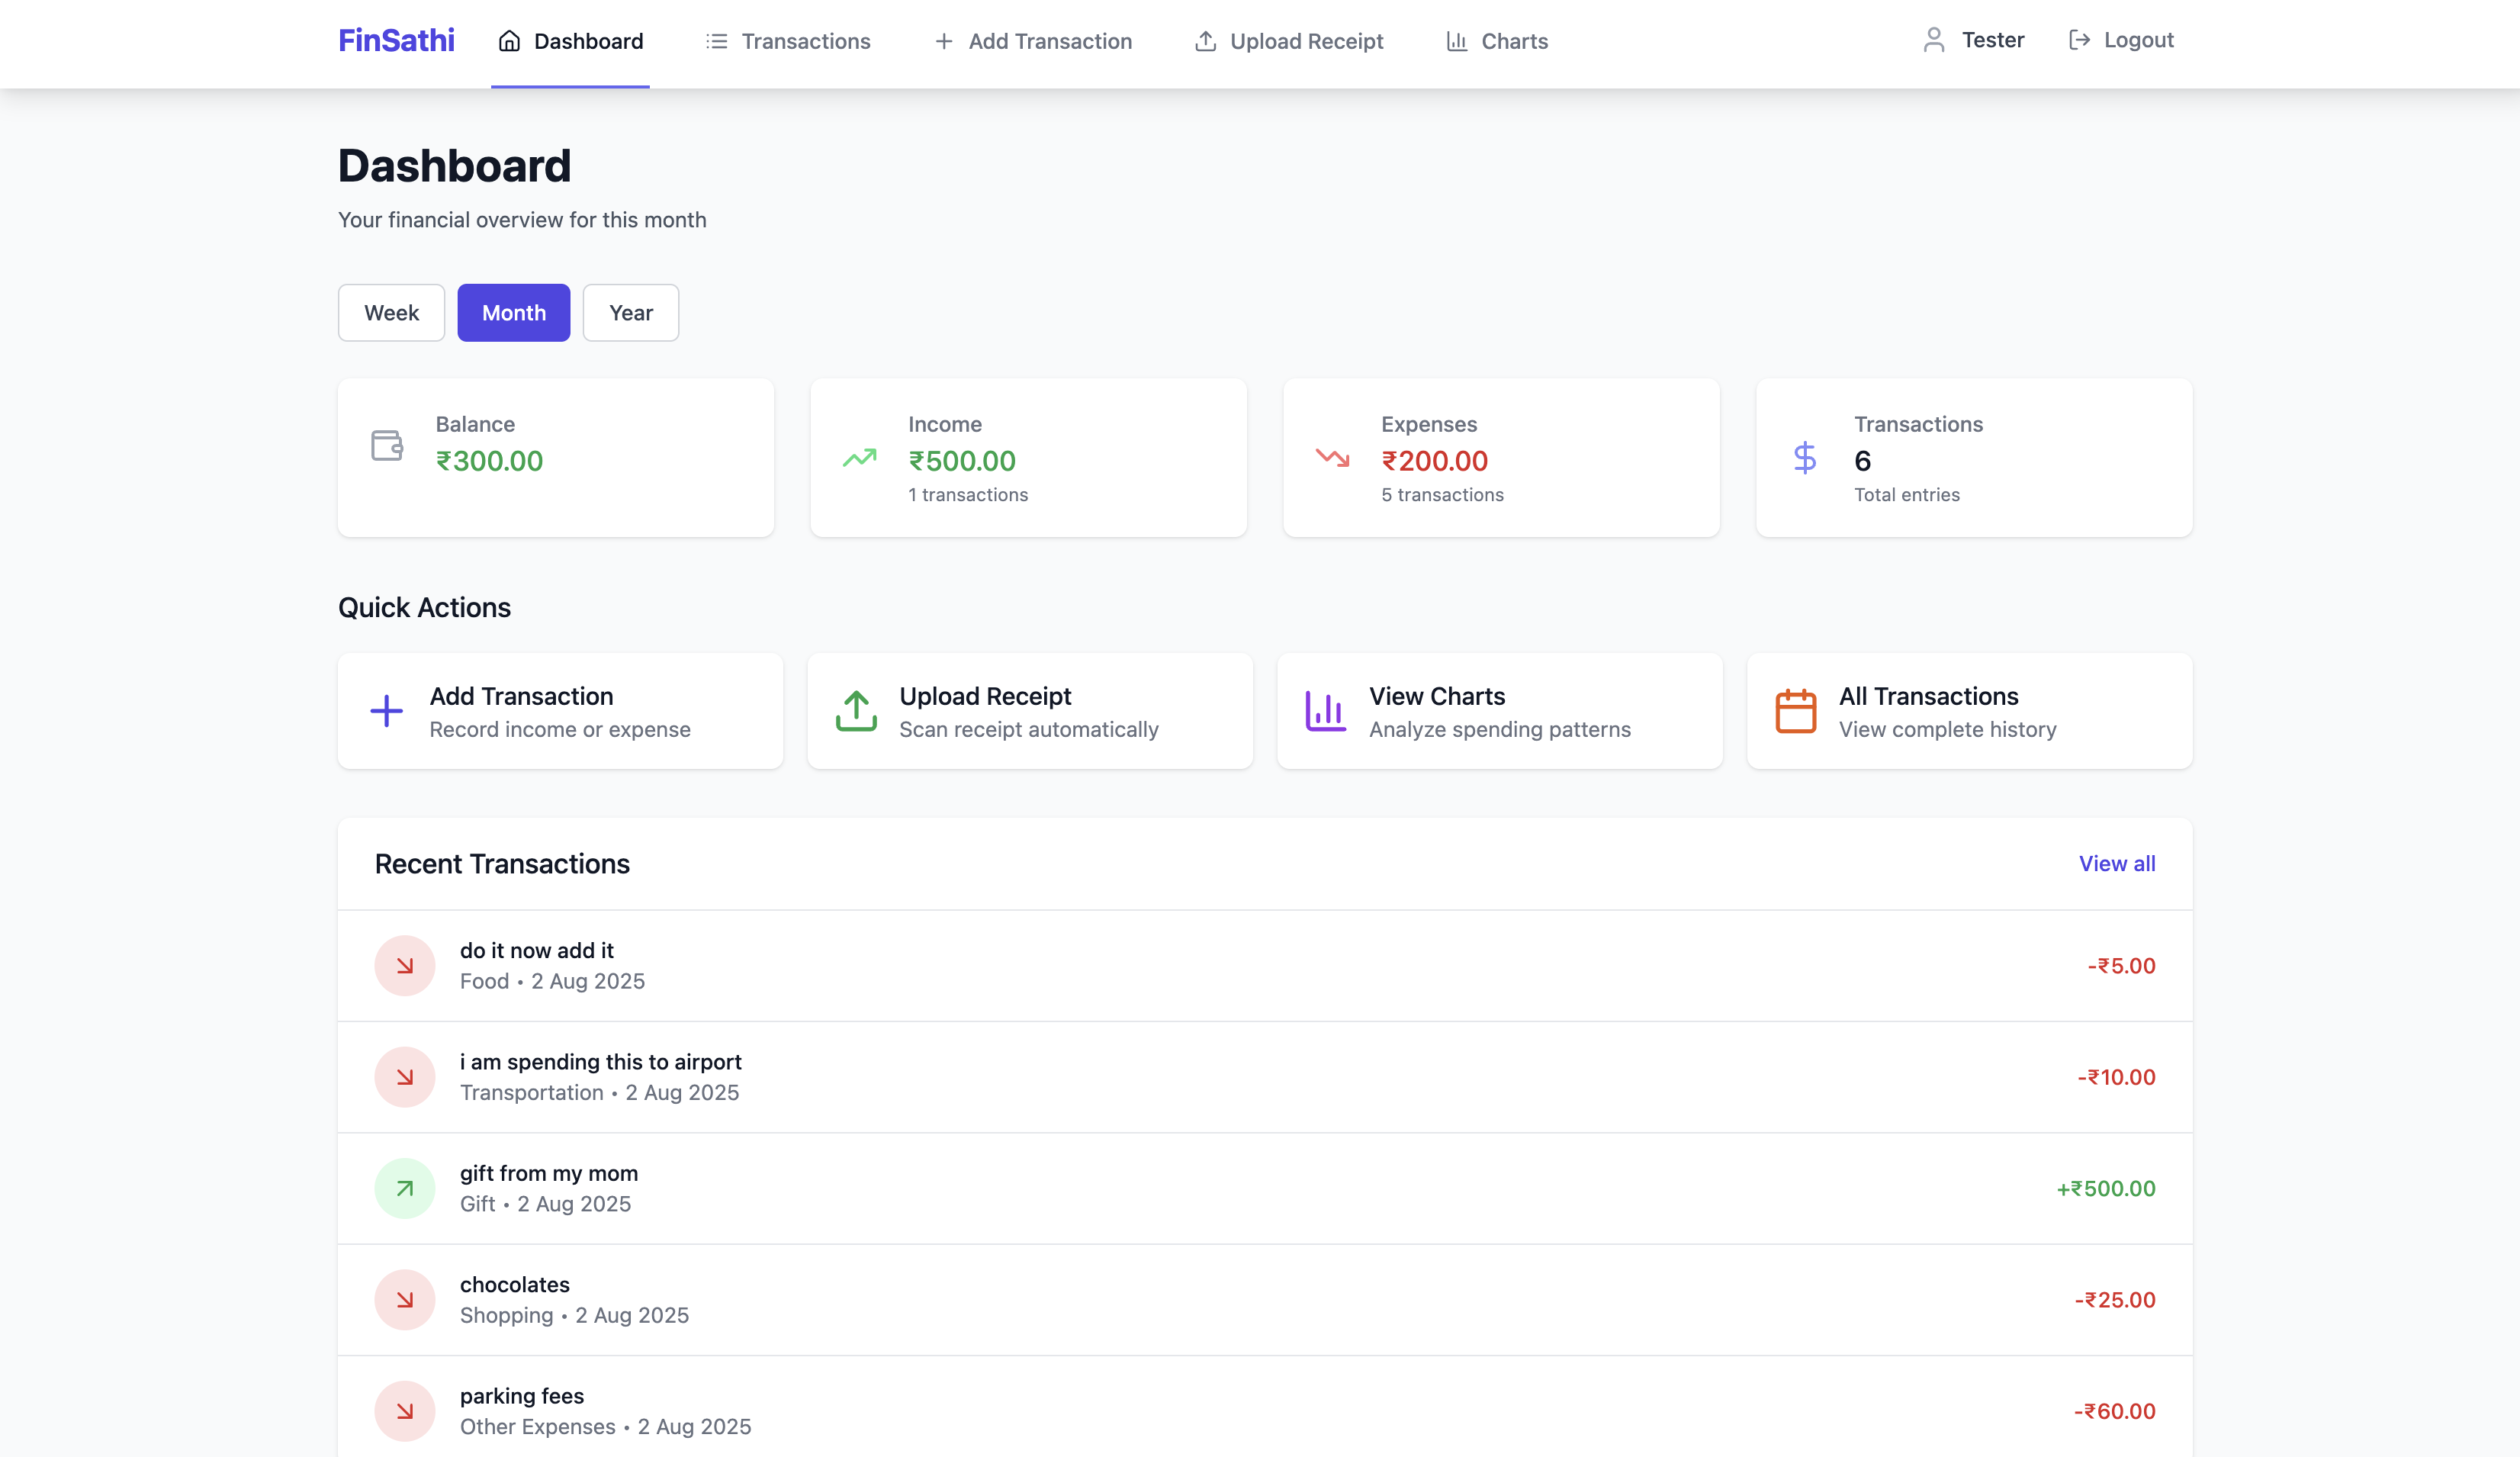 FinSathi
Dashboard
Transactions
Add Transaction
Upload Receipt
Charts
Tester
Logout
Dashboard
Your financial overview for this month
Week
Month
Year
Balance
₹300.00
Income
₹500.00
1 transactions
Expenses
₹200.00
5 transactions
Transactions
6
Total entries
Quick Actions
Add Transaction
Record income or expense
Upload Receipt
Scan receipt automatically
View Charts
Analyze spending patterns
All Transactions
View complete history
Recent Transactions
View all
do it now add it
Food • 2 Aug 2025
-₹5.00
i am spending this to airport
Transportation • 2 Aug 2025
-₹10.00
gift from my mom
Gift • 2 Aug 2025
+₹500.00
chocolates
Shopping • 2 Aug 2025
-₹25.00
parking fees
Other Expenses • 2 Aug 2025
-₹60.00